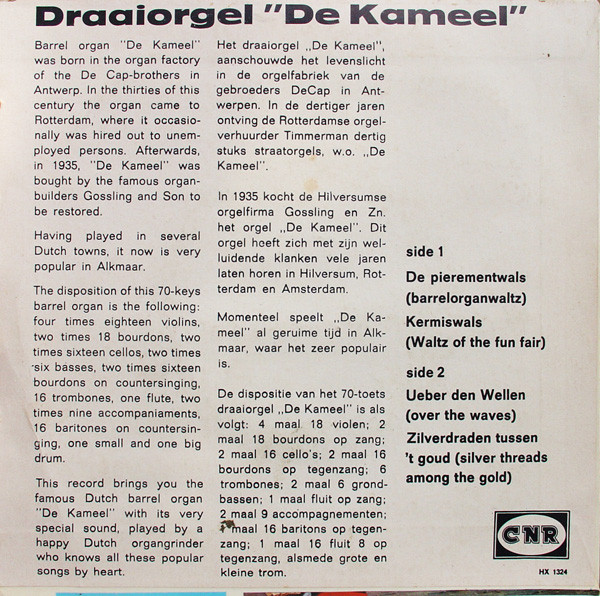 Draaiorgel "De Kameel"
Barrel organ "De Kameel"
was born in the organ factory
of the De Cap-brothers in
Antwerp. In the thirties of this
century the organ came to
Rotterdam, where it occasio-
nally was hired out to unem-
ployed persons. Afterwards,
in 1935, "De Kameel" was
bought by the famous organ-
builders Gossling and Son to
be restored.
Having played in several
Dutch towns, it now is very
popular in Alkmaar.
The disposition of this 70-keys
barrel organ is the following:
four times eighteen violins,
two times 18 bourdons, two
times sixteen cellos, two times
six basses, two times sixteen
bourdons on countersinging,
16 trombones, one flute, two
times nine accompaniaments,
16 baritones on countersin-
ging, one small and one big
drum.
This record brings you the
famous Dutch barrel organ
"De Kameel" with its very
special sound, played by a
happy Dutch organgrinder
who knows all these popular
songs by heart.
Het draaiorgel ,,De Kameel",
aanschouwde het levenslicht
in de orgelfabriek van de
gebroeders DeCap in Ant-
werpen. In de dertiger jaren
ontving de Rotterdamse orgel-
verhuurder Timmerman dertig
stuks straatorgels, w.o. ,,De
Kameel".
In 1935 kocht de Hilversumse
orgelfirma Gossling en Zn.
het orgel ,,De Kameel". Dit
orgel heeft zich met zijn wel-
luidende klanken vele jaren
laten horen in Hilversum, Rot-
terdam en Amsterdam.
Momenteel speelt ,,De Ka-
meel" al geruime tijd in Alk-
maar, waar het zeer populair
is.
De dispositie van het 70-toets
draaiorgel ,,De Kameel" is als
volgt: 4 maal 18 violen; 2
maal 18 bourdons op zang;
2 maal 16 cello's; 2 maal 16
bourdons op tegenzang; 6
trombones; 2 maal 6 grond-
bassen; 1 maal fluit op zang;
2 maal 9 accompagnementen;
1 maal 16 baritons op tegen-
zang; 1 maal 16 fluit 8 op
tegenzang, alsmede grote en
kleine trom.
side 1
De pierementwals
(barrelorganwaltz)
Kermiswals
(Waltz of the fun fair)
side 2
Ueber den Wellen
(over the waves)
Zilverdraden tussen
't goud (silver threads
among the gold)
CNR
HX 1324